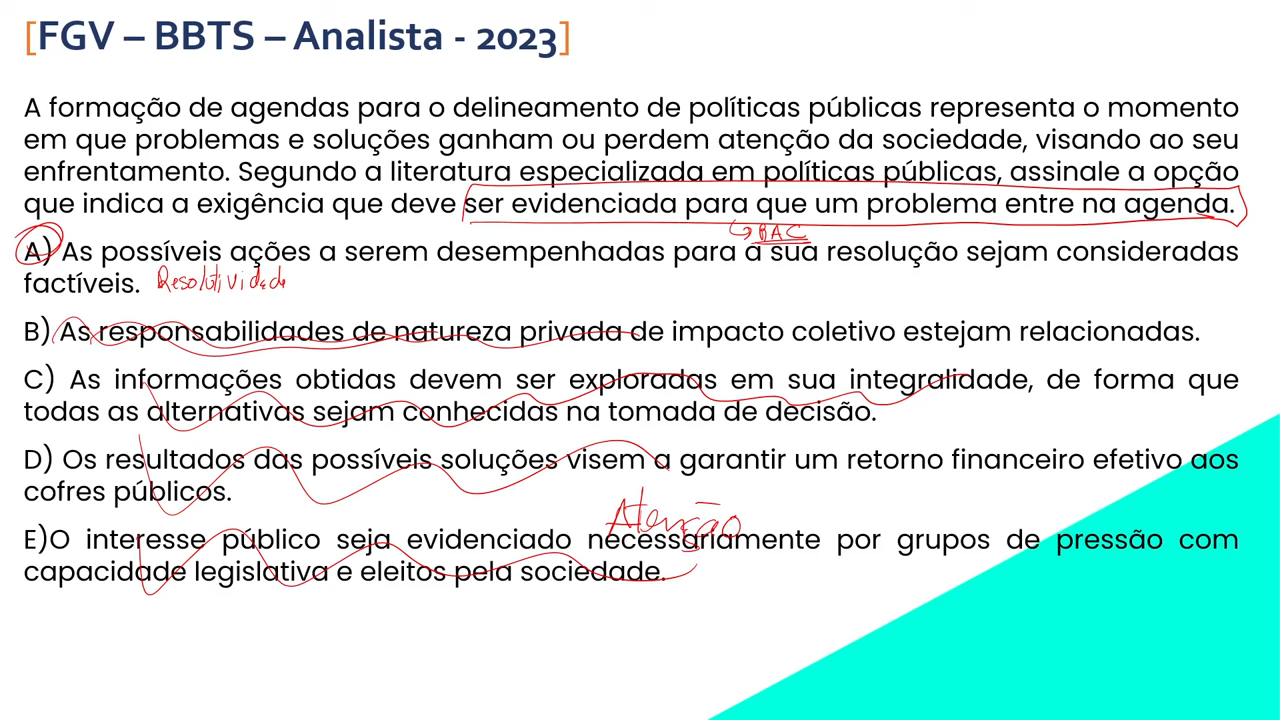 [FGV – BBTS – Analista - 2023]
A formação de agendas para o delineamento de políticas públicas representa o momento
em que problemas e soluções ganham ou perdem atenção da sociedade, visando ao seu
enfrentamento. Segundo a literatura especializada em políticas públicas, assinale a opção
que indica a exigência que deve ser evidenciada para que um problema entre na agenda.
RAC
A) As possíveis ações a serem desempenhadas para a sua resolução sejam consideradas
factíveis. Resolutividade
B) As responsabilidades de natureza privada de impacto coletivo estejam relacionadas.
C) As informações obtidas devem ser exploradas em sua integralidade, de forma que
todas as alternativas sejam conhecidas na tomada de decisão.
D) Os resultados das possíveis soluções visem a garantir um retorno financeiro efetivo aos
cofres públicos.
Atenção
E)O interesse público seja evidenciado necessariamente por grupos de pressão com
capacidade legislativa e eleitos pela sociedade.